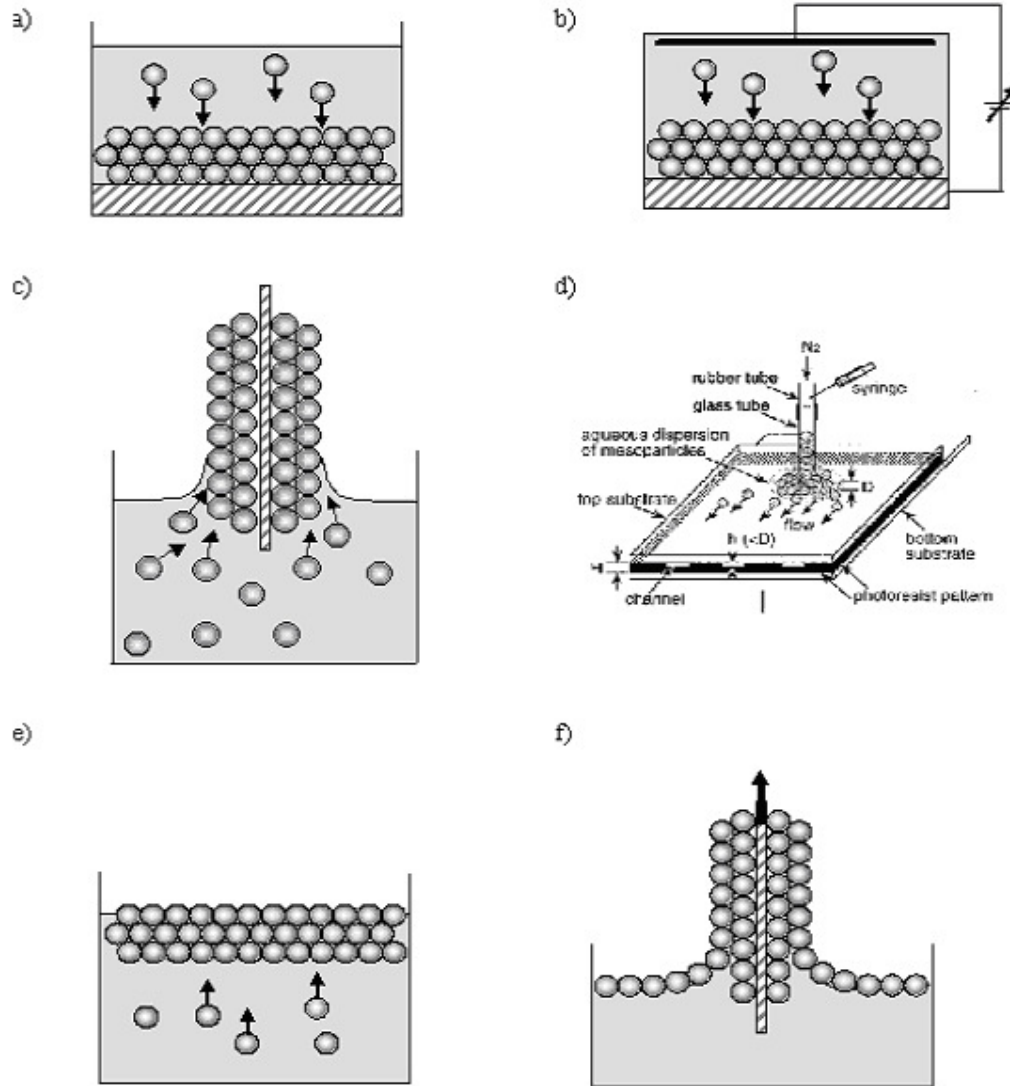 a)
b)
c)
d)
N2
rubber tube
syringe
glass tube
aqueous dispersion
of mesoparticles
D
top substrate
flow
h (<D)
bottom
substrate
H
channel
photoresist pattern
e)
f)